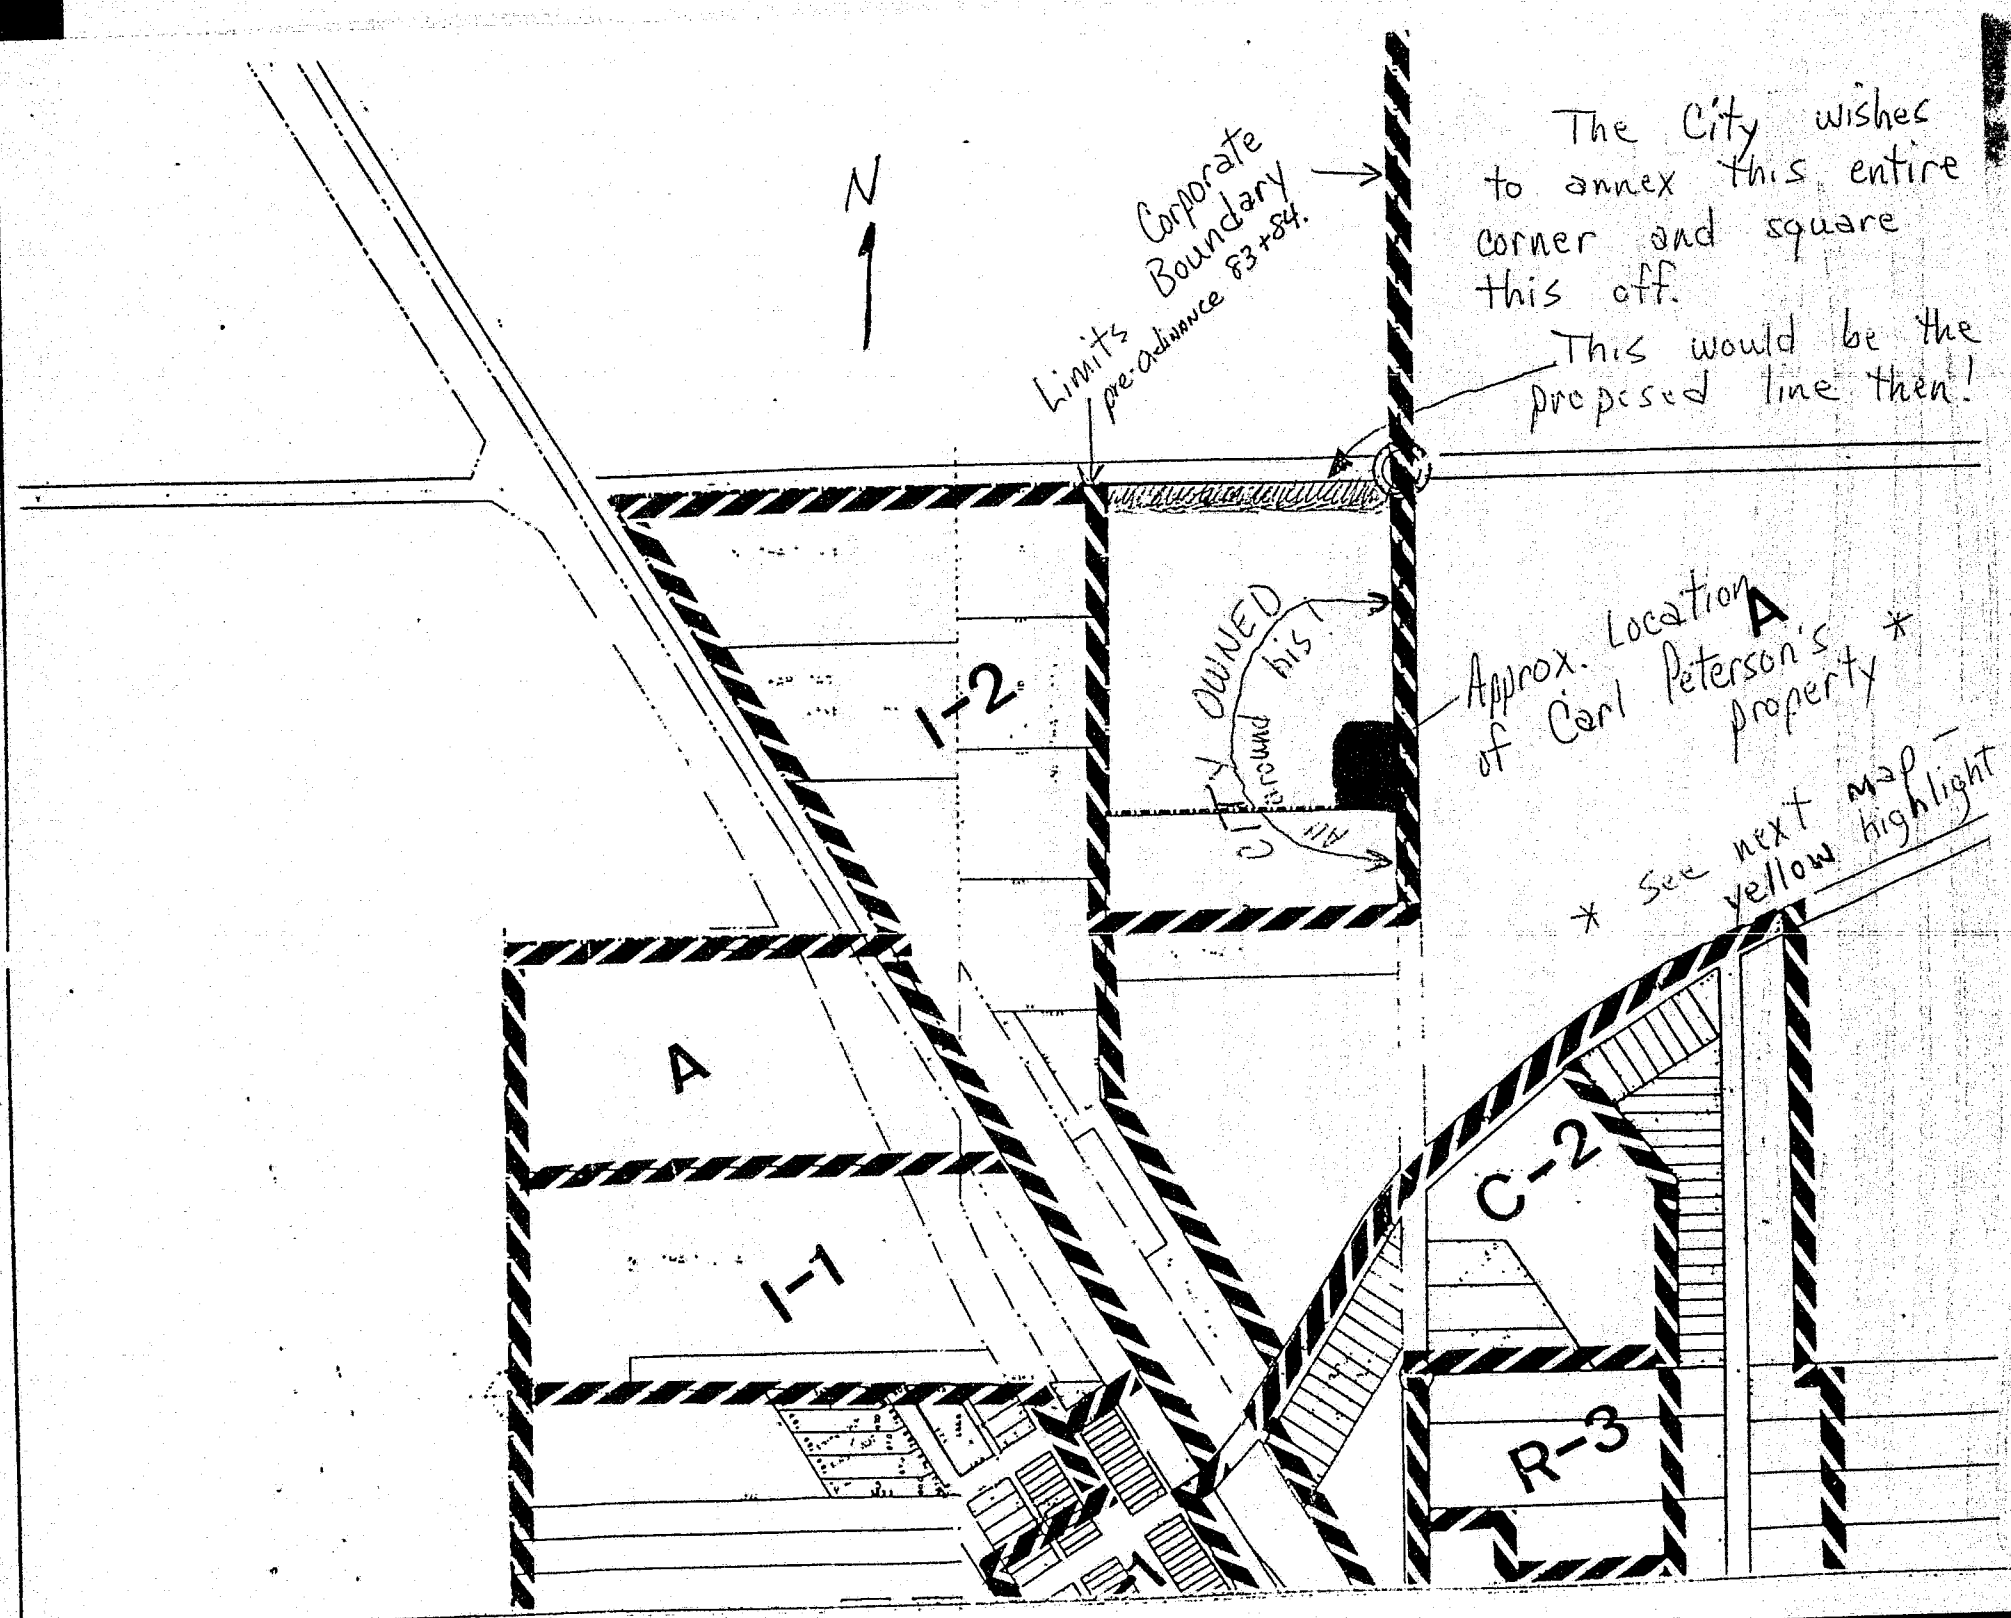 The City wishes
to annex this entire
corner and square
this off.
This would be the
proposed line then!
N
Corporate
Boundary
Limits
pre-Ordinance 83+84.
CITY OWNED
All around his
Approx. Location
of Carl Peterson's *
property
A
* See next map -
yellow highlight
I-2
A
I-1
C-2
R-3